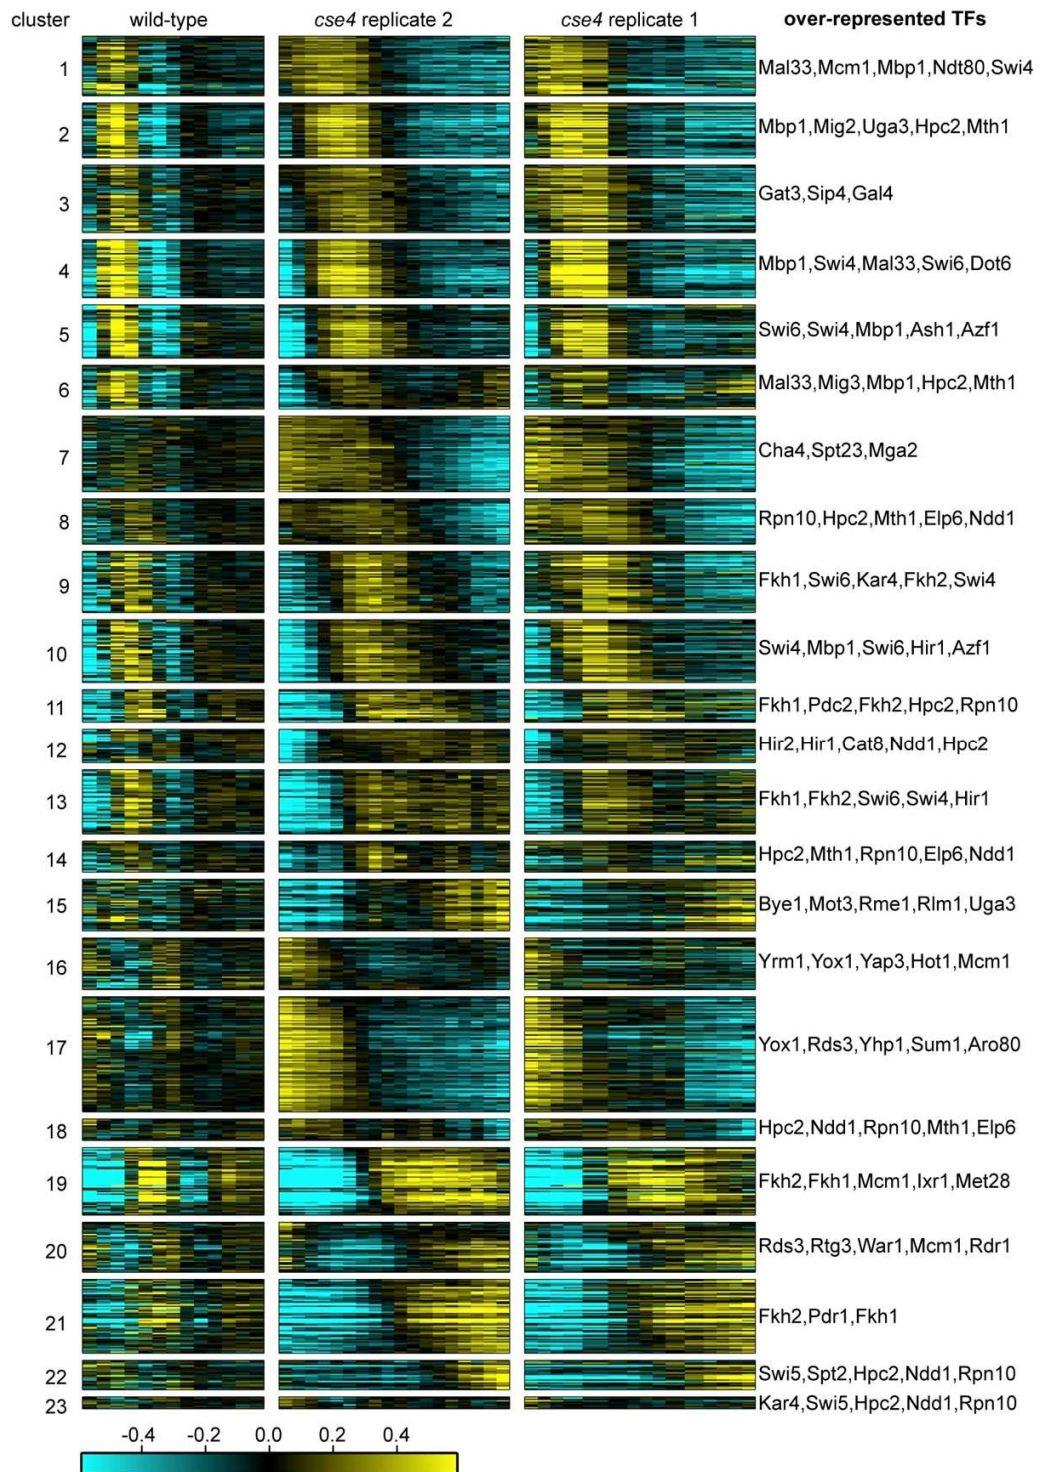 cluster wild-type cse4 replicate 2 cse4 replicate 1 over-represented TFs
1 Mal33,Mcm1,Mbp1,Ndt80,Swi4
2 Mbp1,Mig2,Uga3,Hpc2,Mth1
3 Gat3,Sip4,Gal4
4 Mbp1,Swi4,Mal33,Swi6,Dot6
5 Swi6,Swi4,Mbp1,Ash1,Azf1
6 Mal33,Mig3,Mbp1,Hpc2,Mth1
7 Cha4,Spt23,Mga2
8 Rpn10,Hpc2,Mth1,Elp6,Ndd1
9 Fkh1,Swi6,Kar4,Fkh2,Swi4
10 Swi4,Mbp1,Swi6,Hir1,Azf1
11 Fkh1,Pdc2,Fkh2,Hpc2,Rpn10
12 Hir2,Hir1,Cat8,Ndd1,Hpc2
13 Fkh1,Fkh2,Swi6,Swi4,Hir1
14 Hpc2,Mth1,Rpn10,Elp6,Ndd1
15 Bye1,Mot3,Rme1,Rlm1,Uga3
16 Yrm1,Yox1,Yap3,Hot1,Mcm1
17 Yox1,Rds3,Yhp1,Sum1,Aro80
18 Hpc2,Ndd1,Rpn10,Mth1,Elp6
19 Fkh2,Fkh1,Mcm1,Ixr1,Met28
20 Rds3,Rtg3,War1,Mcm1,Rdr1
21 Fkh2,Pdr1,Fkh1
22 Swi5,Spt2,Hpc2,Ndd1,Rpn10
23 Kar4,Swi5,Hpc2,Ndd1,Rpn10
-0.4 -0.2 0.0 0.2 0.4